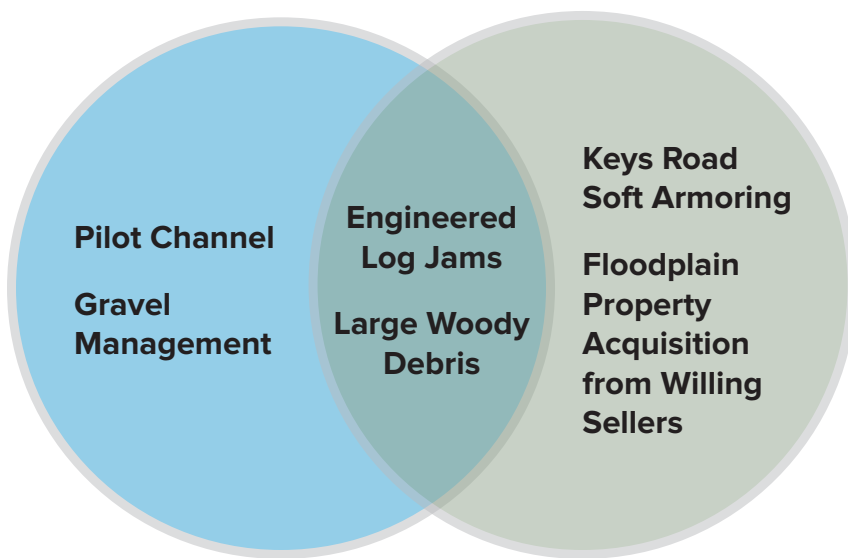 Pilot Channel
Gravel
Management
Engineered
Log Jams
Large Woody
Debris
Keys Road
Soft Armoring
Floodplain
Property
Acquisition
from Willing
Sellers